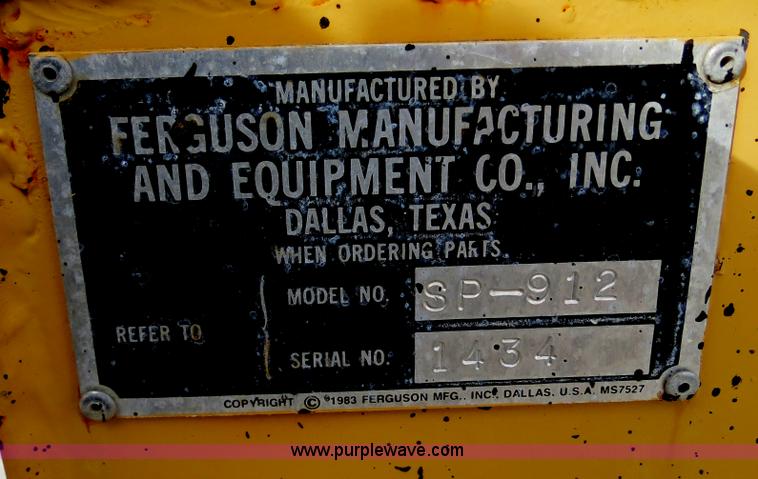 MANUFACTURED BY
FERGUSON MANUFACTURING
AND EQUIPMENT CO., INC.
DALLAS, TEXAS
WHEN ORDERING PARTS
REFER TO
MODEL NO. SP-912
SERIAL NO. 1434
COPYRIGHT © 1983 FERGUSON MFG., INC. DALLAS, U.S.A. MS7527
www.purplewave.com